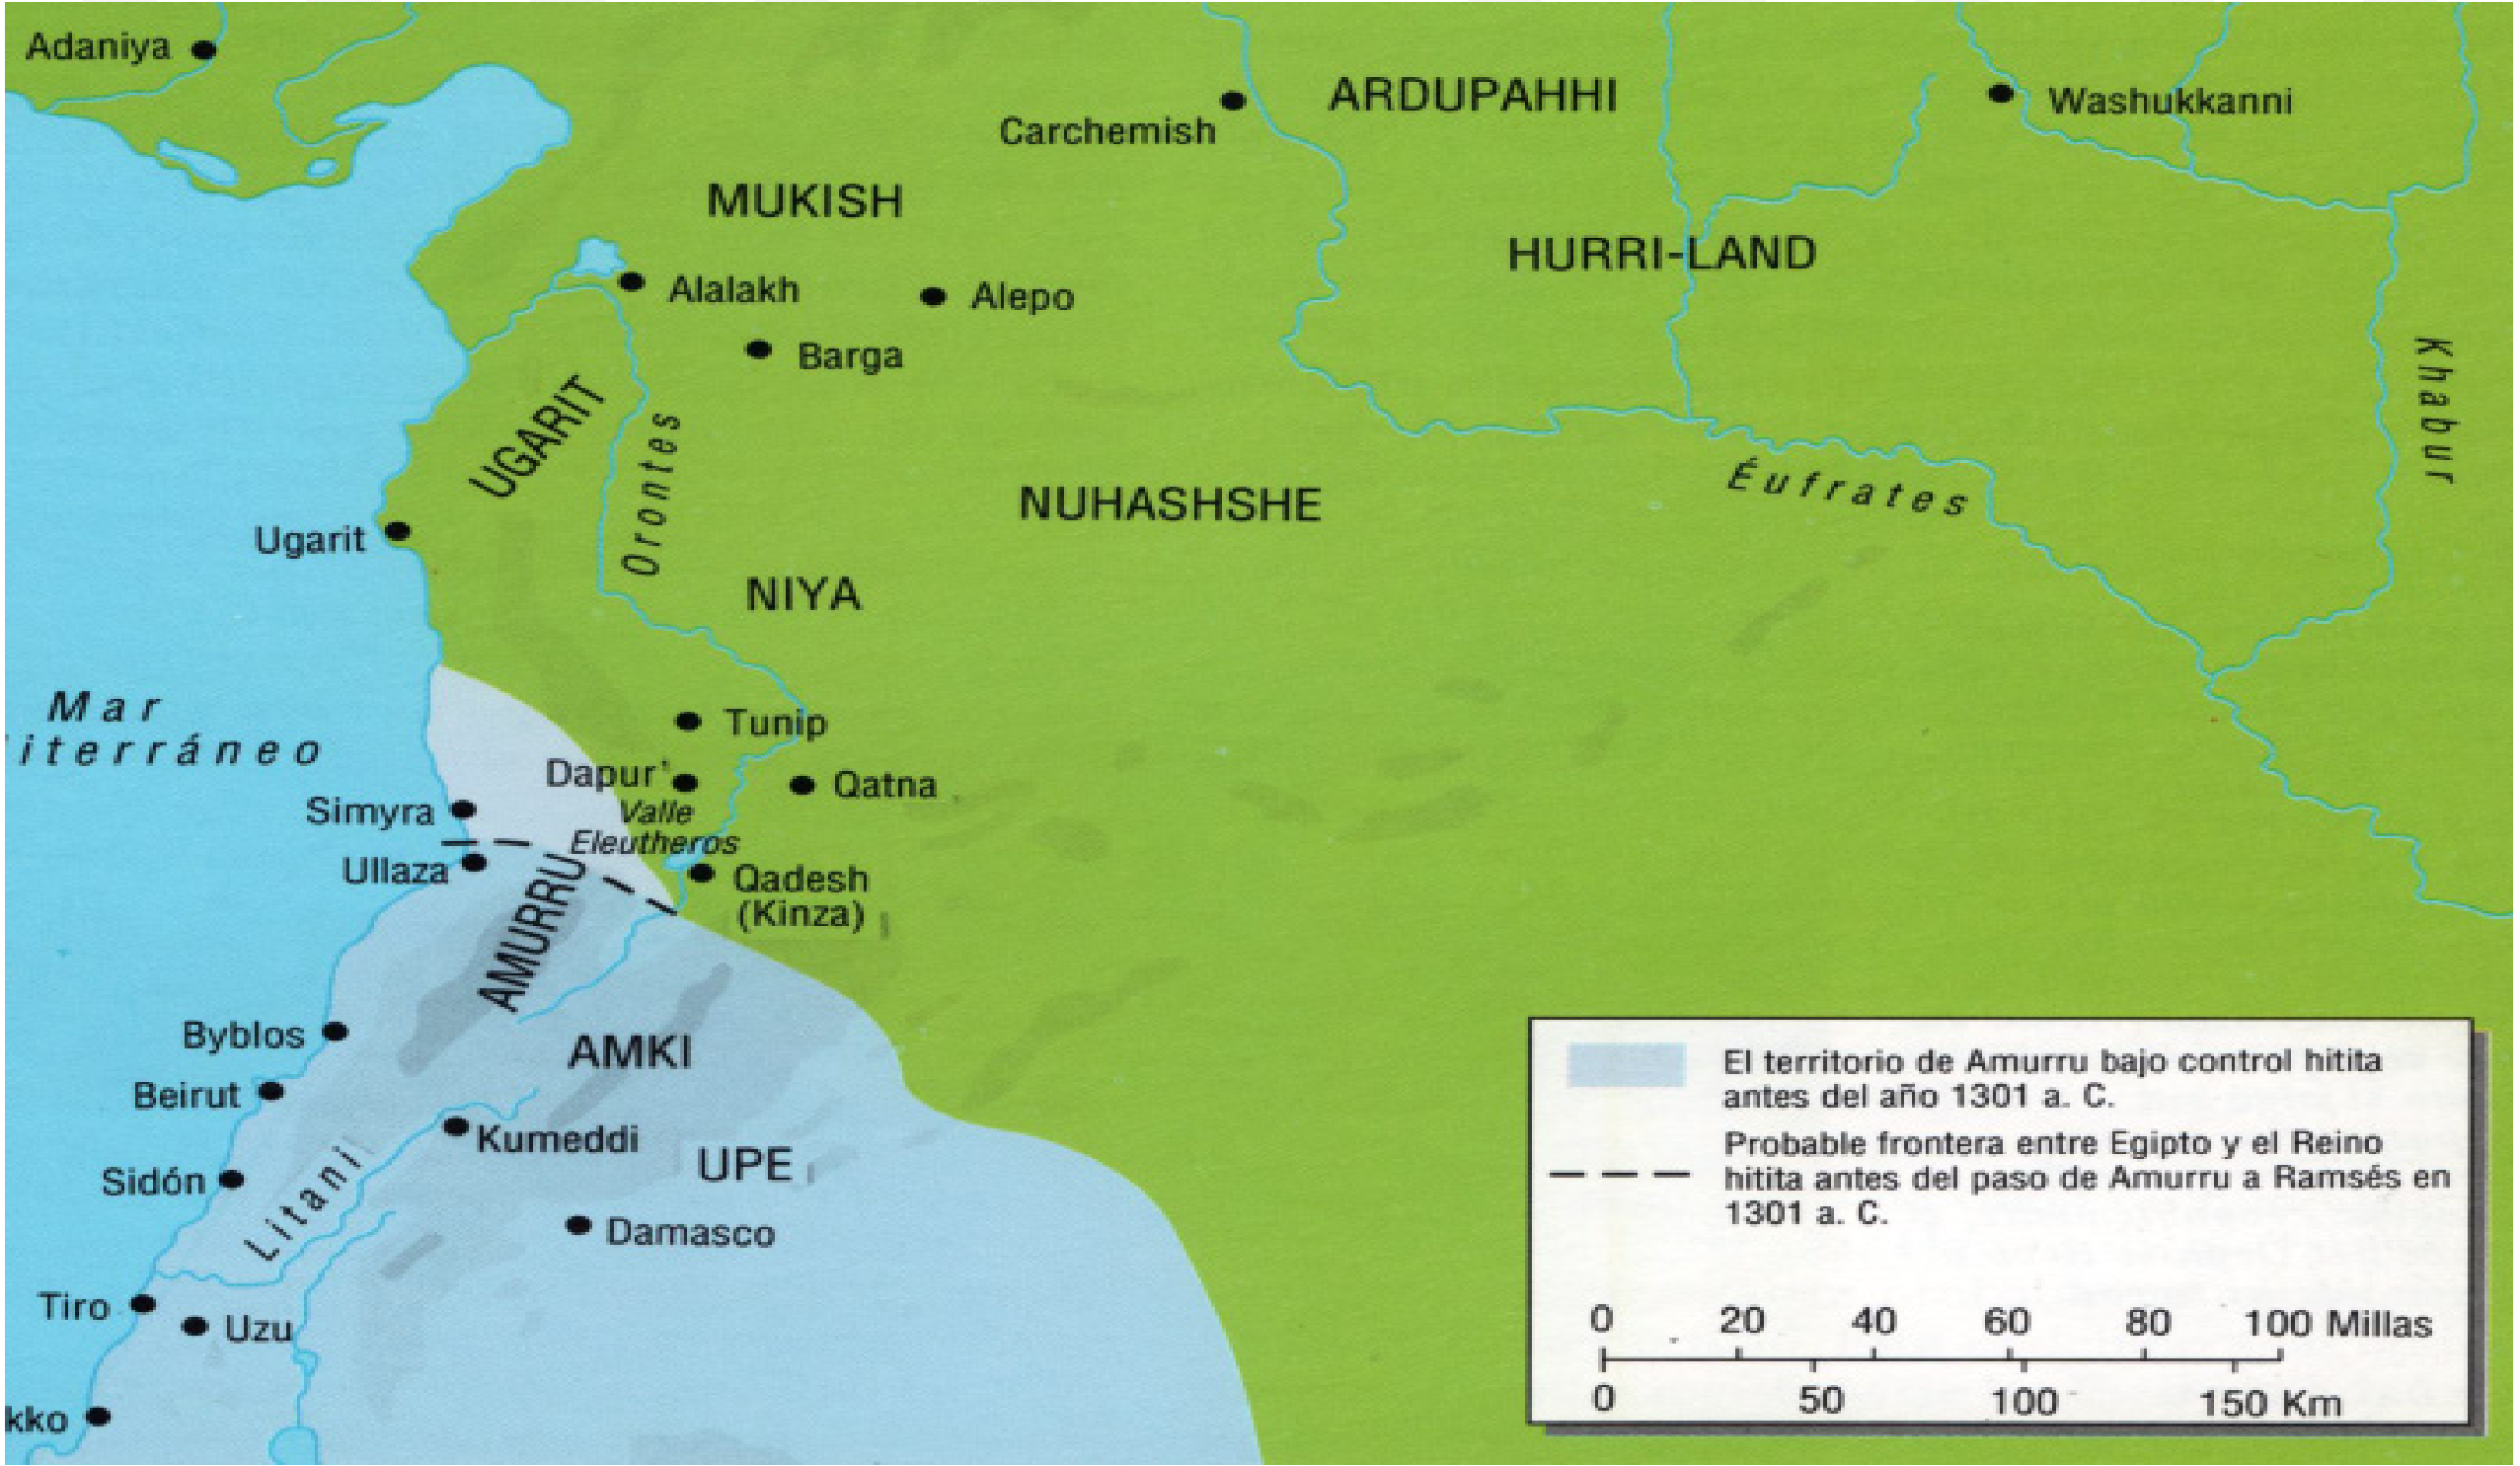 Adaniya
ARDUPAHHI
Washukkanni
Carchemish
MUKISH
HURRI-LAND
Alalakh
Alepo
Barga
Khabur
UGARIT
Orontes
NUHASHSHE
Éufrates
Ugarit
NIYA
Mar
iterráneo
Tunip
Dapur
Qatna
Valle
Eleutheros
Simyra
Ullaza
AMURRU
Qadesh
(Kinza)
Byblos
AMKI
Beirut
Kumeddi
UPE
Sidón
Litani
Damasco
Tiro
Uzu
kko
El territorio de Amurru bajo control hitita
antes del año 1301 a. C.
Probable frontera entre Egipto y el Reino
hitita antes del paso de Amurru a Ramsés en
1301 a. C.
0 20 40 60 80 100 Millas
0 50 100 150 Km